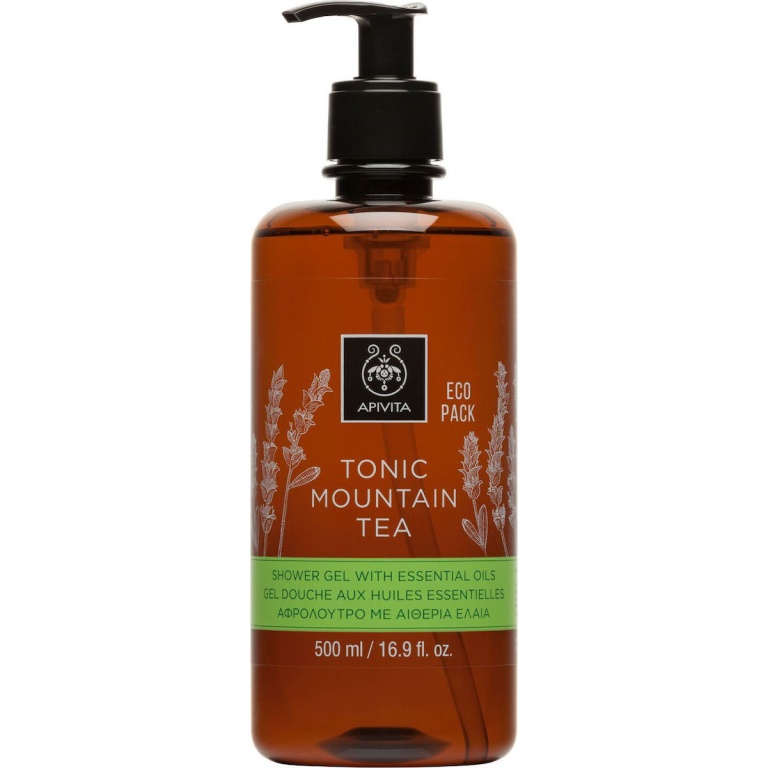 APIVITA
ECO
PACK
TONIC
MOUNTAIN
TEA
SHOWER GEL WITH ESSENTIAL OILS
GEL DOUCHE AUX HUILES ESSENTIELLES
ΑΦΡΟΛΟΥΤΡΟ ΜΕ ΑΙΘΕΡΙΑ ΕΛΑΙΑ
500 ml / 16.9 fl. oz.